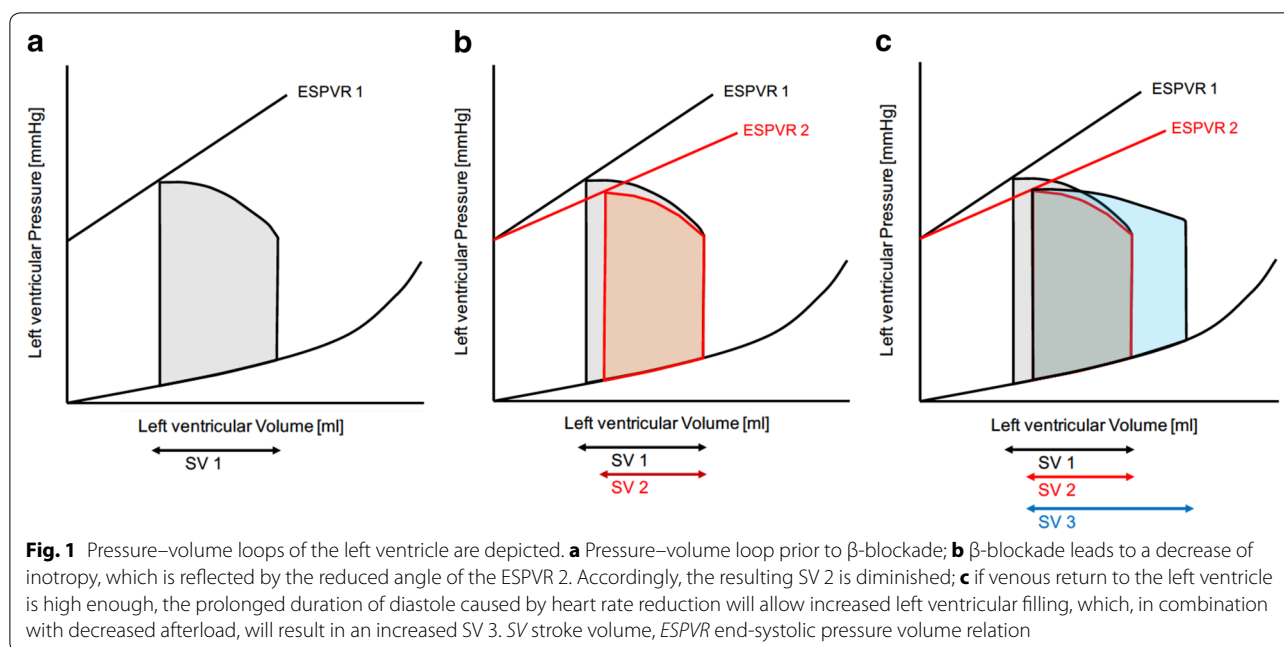 a
b
c
ESPVR 1
Left ventricular Pressure [mmHg]
Left ventricular Volume [ml]
SV 1
ESPVR 1
ESPVR 2
Left ventricular Pressure [mmHg]
Left ventricular Volume [ml]
SV 1
SV 2
ESPVR 1
ESPVR 2
Left ventricular Pressure [mmHg]
Left ventricular Volume [ml]
SV 1
SV 2
SV 3
Fig. 1 Pressure–volume loops of the left ventricle are depicted. a Pressure–volume loop prior to β-blockade; b β-blockade leads to a decrease of
inotropy, which is reflected by the reduced angle of the ESPVR 2. Accordingly, the resulting SV 2 is diminished; c if venous return to the left ventricle
is high enough, the prolonged duration of diastole caused by heart rate reduction will allow increased left ventricular filling, which, in combination
with decreased afterload, will result in an increased SV 3. SV stroke volume, ESPVR end-systolic pressure volume relation